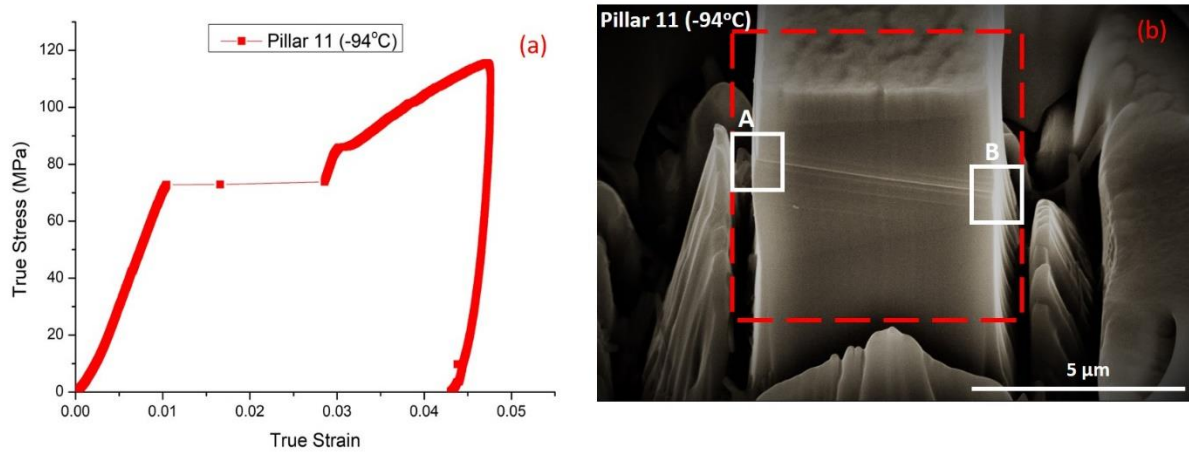 Pillar 11 (-94°C)
(a)
120
100
80
60
40
20
0
True Stress (MPa)
0.00 0.01 0.02 0.03 0.04 0.05
True Strain
Pillar 11 (-94°C)
(b)
A
B
5 µm